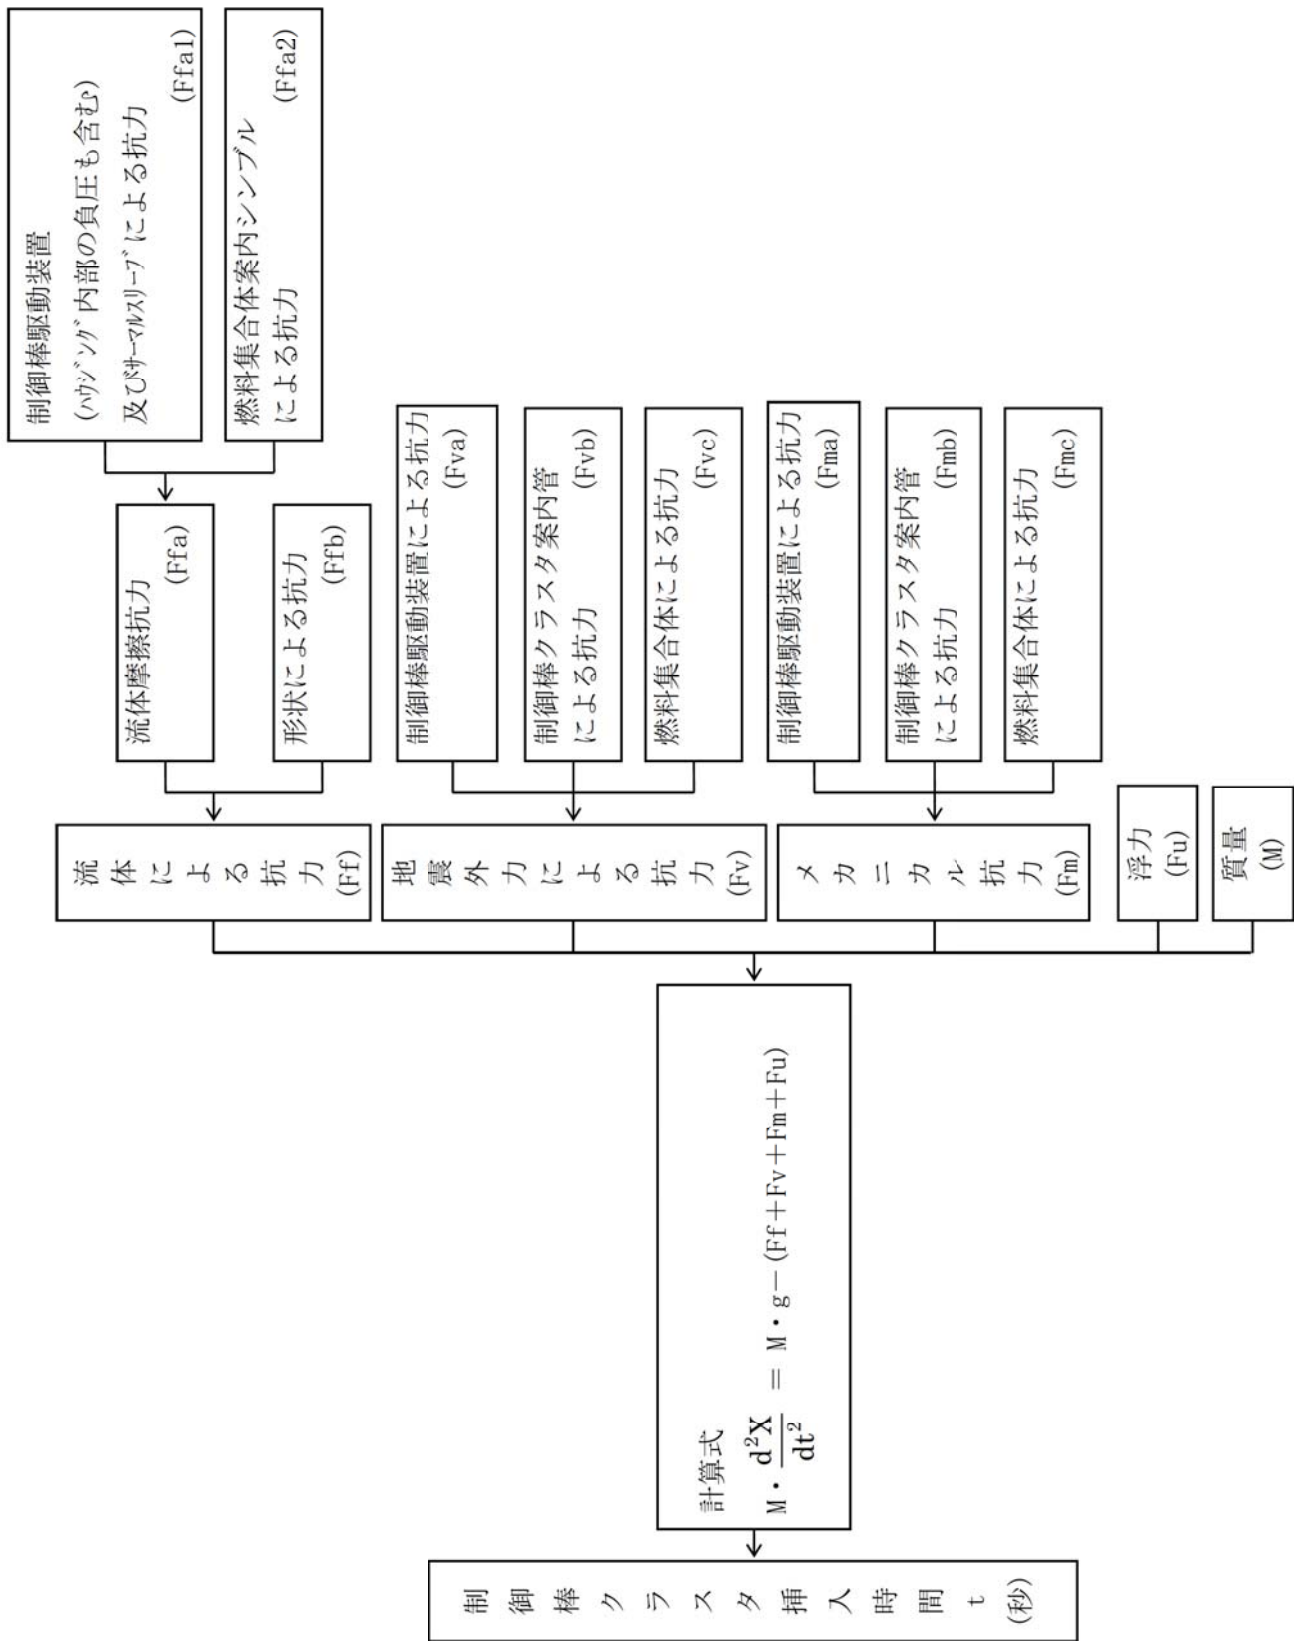 制御棒駆動装置
(ﾊｳｼﾞﾝｸﾞ内部の負圧も含む)
及びｻｰﾏﾙｽﾘｰﾌﾞによる抗力
(Ffa1)
燃料集合体案内シンブル
による抗力
(Ffa2)
流体摩擦抗力
(Ffa)
形状による抗力
(Ffb)
制御棒駆動装置による抗力
(Fva)
制御棒クラスタ案内管
による抗力
(Fvb)
燃料集合体による抗力
(Fvc)
制御棒駆動装置による抗力
(Fma)
制御棒クラスタ案内管
による抗力
(Fmb)
燃料集合体による抗力
(Fmc)
流体による抗力
(Ff)
地震外力による抗力
(Fv)
メカニカル抗力
(Fm)
浮力
(Fu)
質量
(M)
計算式
M・d²X/dt² = M・g－(Ff＋Fv＋Fm＋Fu)
制御棒クラスタ挿入時間 t
(秒)